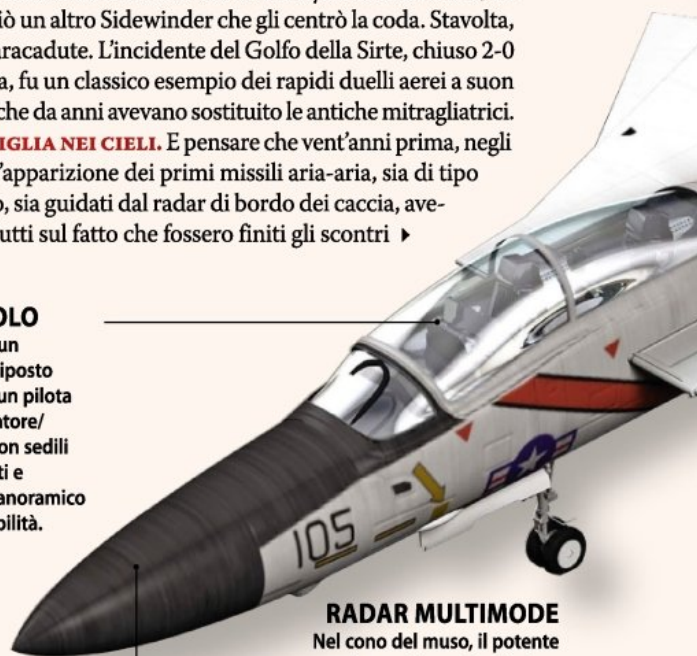 iò un altro Sidewinder che gli centrò la coda. Stavolta,
aracadute. L'incidente del Golfo della Sirte, chiuso 2-0
a, fu un classico esempio dei rapidi duelli aerei a suon
che da anni avevano sostituito le antiche mitragliatrici.
IGLIA NEI CIELI. E pensare che vent'anni prima, negli
'apparizione dei primi missili aria-aria, sia di tipo
o, sia guidati dal radar di bordo dei caccia, ave-
utti sul fatto che fossero finiti gli scontri
OLO
un
iposto
un pilota
atore/
on sedili
ti e
anoramico
bilità.
105
RADAR MULTIMODE
Nel cono del muso, il potente